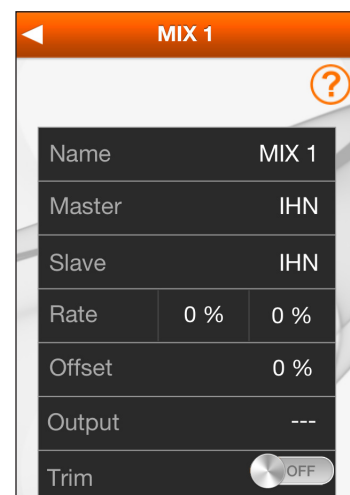 MIX 1
?
Name MIX 1
Master IHN
Slave IHN
Rate 0 % 0 %
Offset 0 %
Output ---
Trim OFF